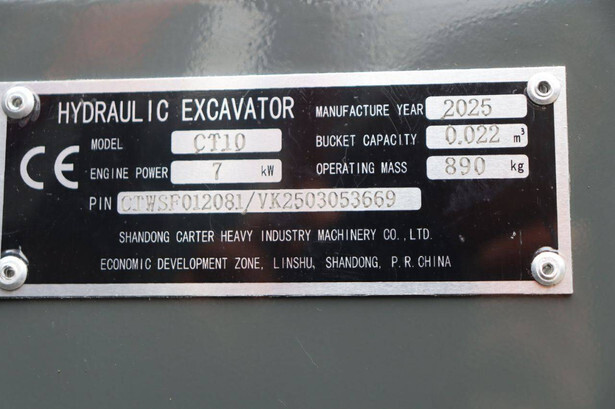 HYDRAULIC EXCAVATOR
MANUFACTURE YEAR 2025
MODEL CT10
BUCKET CAPACITY 0.022 m³
CE
ENGINE POWER 7 kW
OPERATING MASS 890 kg
PIN CTWSF012081/VK2503053669
SHANDONG CARTER HEAVY INDUSTRY MACHINERY CO.,LTD.
ECONOMIC DEVELOPMENT ZONE, LINSHU, SHANDONG, P.R.CHINA